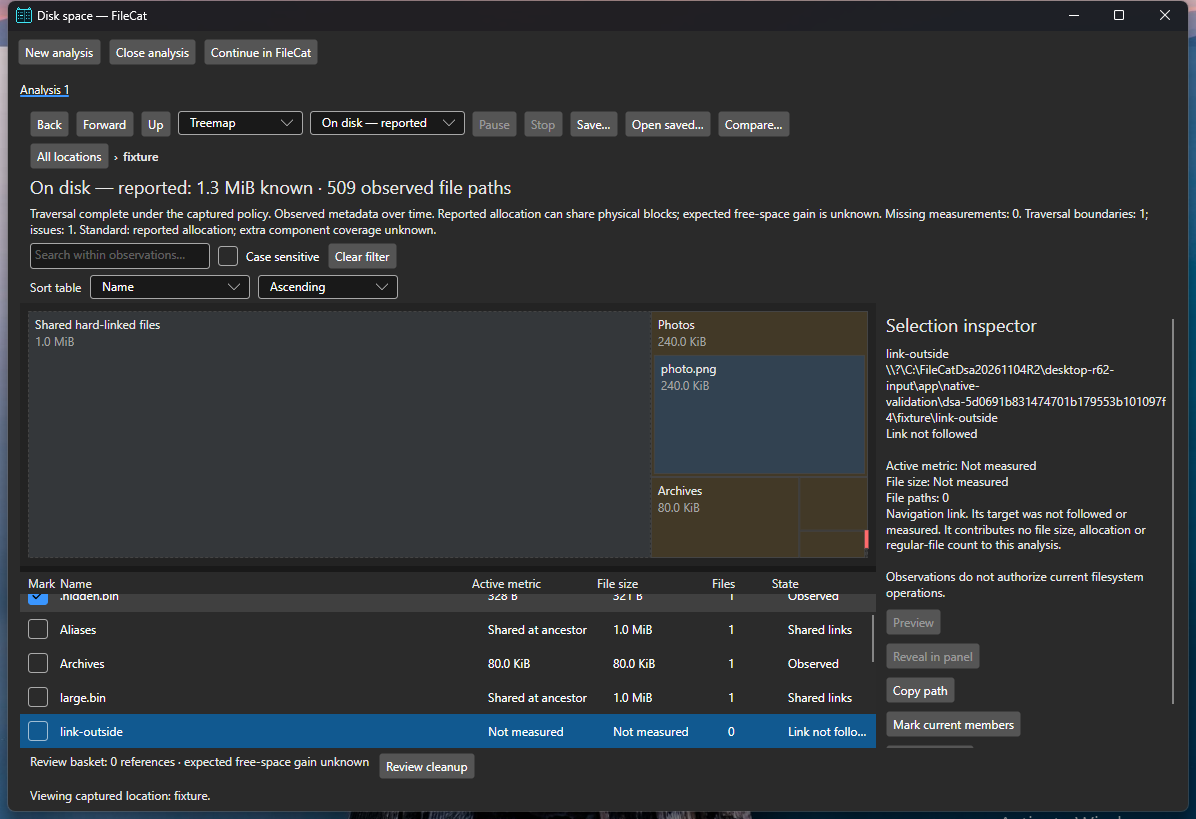 Disk space — FileCat
New analysis
Close analysis
Continue in FileCat
Analysis 1
Back
Forward
Up
Treemap
On disk — reported
Pause
Stop
Save...
Open saved...
Compare...
All locations
› fixture
On disk — reported: 1.3 MiB known · 509 observed file paths
Traversal complete under the captured policy. Observed metadata over time. Reported allocation can share physical blocks; expected free-space gain is unknown. Missing measurements: 0. Traversal boundaries: 1;
issues: 1. Standard: reported allocation; extra component coverage unknown.
Search within observations...
Case sensitive
Clear filter
Sort table
Name
Ascending
Shared hard-linked files
1.0 MiB
Photos
240.0 KiB
photo.png
240.0 KiB
Archives
80.0 KiB
Mark Name Active metric File size Files State
.hidden.bin 328 B 321 B 1 Observed
Aliases Shared at ancestor 1.0 MiB 1 Shared links
Archives 80.0 KiB 80.0 KiB 1 Observed
large.bin Shared at ancestor 1.0 MiB 1 Shared links
link-outside Not measured Not measured 0 Link not follo...
Selection inspector
link-outside
\\?\C:\FileCatDsa20261104R2\desktop-r62-
input\app\native-
validation\dsa-5d0691b831474701b179553b101097f
4\fixture\link-outside
Link not followed
Active metric: Not measured
File size: Not measured
File paths: 0
Navigation link. Its target was not followed or
measured. It contributes no file size, allocation or
regular-file count to this analysis.
Observations do not authorize current filesystem
operations.
Preview
Reveal in panel
Copy path
Mark current members
Review basket: 0 references · expected free-space gain unknown
Review cleanup
Viewing captured location: fixture.